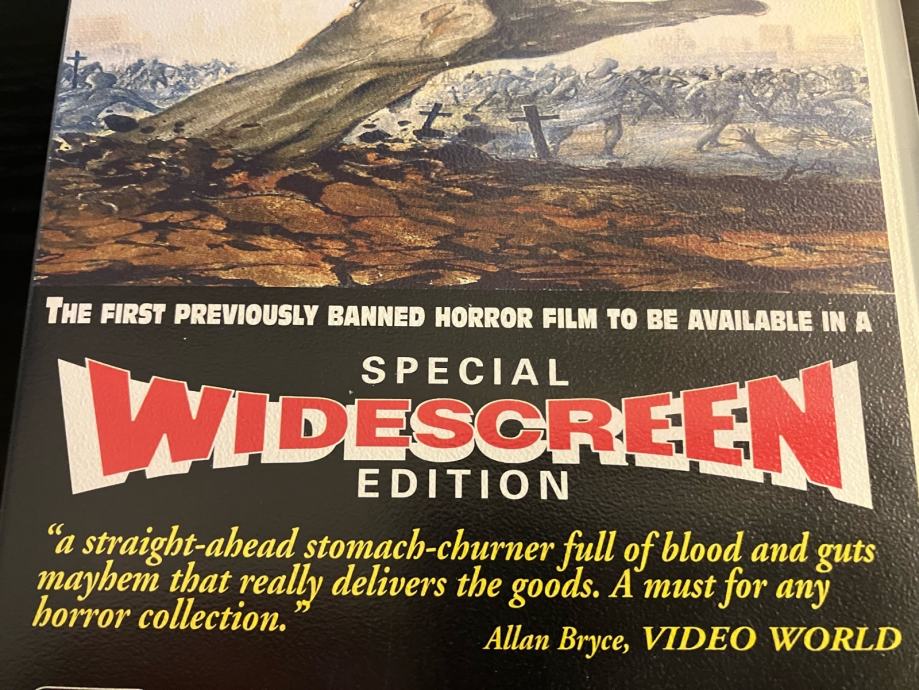 THE FIRST PREVIOUSLY BANNED HORROR FILM TO BE AVAILABLE IN A
SPECIAL
WIDESCREEN
EDITION
“a straight-ahead stomach-churner full of blood and guts
mayhem that really delivers the goods. A must for any
horror collection.”
Allan Bryce, VIDEO WORLD